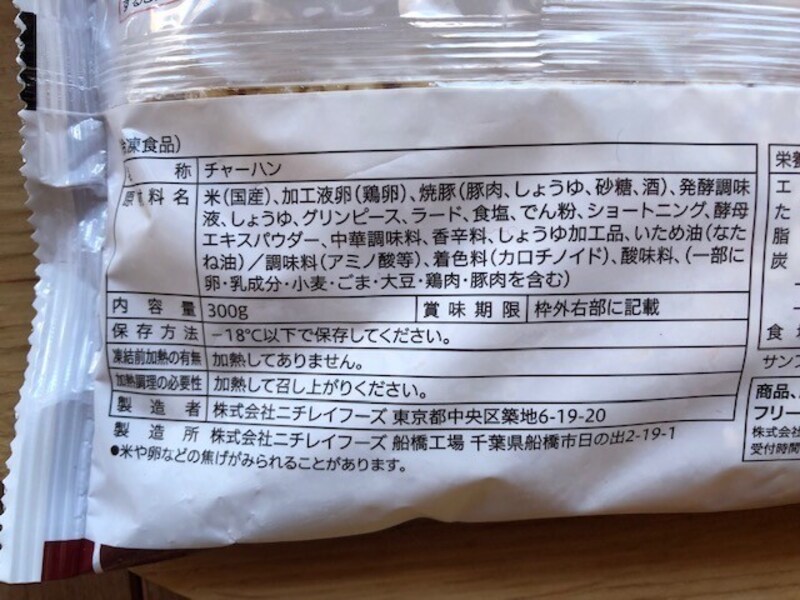 凍食品)
称 チャーハン
原材料名 米(国産)、加工液卵(鶏卵)、焼豚(豚肉、しょうゆ、砂糖、酒)、発酵調味
液、しょうゆ、グリンピース、ラード、食塩、でん粉、ショートニング、酵母
エキスパウダー、中華調味料、香辛料、しょうゆ加工品、いため油(なた
ね油)/調味料(アミノ酸等)、着色料(カロチノイド)、酸味料、(一部に
卵・乳成分・小麦・ごま・大豆・鶏肉・豚肉を含む)
内容量 300g 賞味期限 枠外右部に記載
保存方法 −18℃以下で保存してください。
凍結前加熱の有無 加熱してありません。
加熱調理の必要性 加熱して召し上がりください。
製造者 株式会社ニチレイフーズ 東京都中央区築地6-19-20
製造所 株式会社ニチレイフーズ 船橋工場 千葉県船橋市日の出2-19-1
●米や卵などの焦げがみられることがあります。
栄養
エ
た
脂
炭
食
サンプ
商品、
フリー
株式会社
受付時間